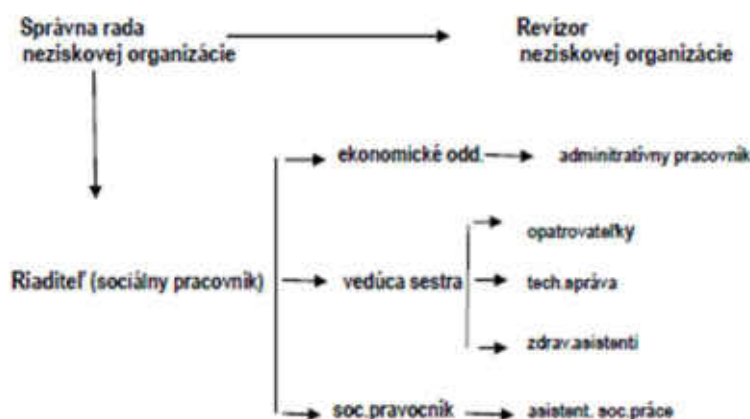 Správna rada
neziskovej organizácie
Revízor
neziskovej organizácie
ekonomické odd.
adminitratívny pracovník
opatrovateľky
Riaditeľ (sociálny pracovník)
vedúca sestra
tech.správa
zdrav.asistenti
soc.pravocník
asistent. soc.práce